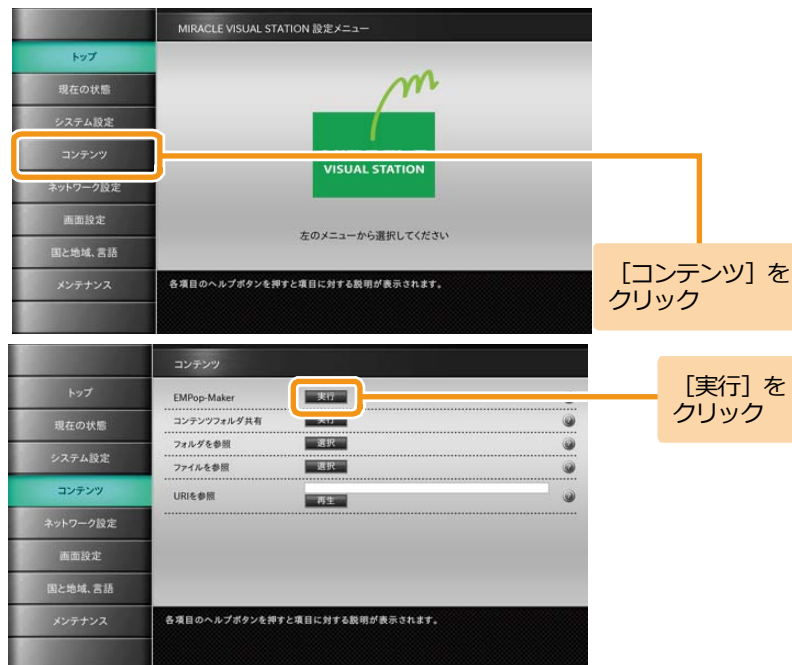 MIRACLE VISUAL STATION 設定メニュー
トップ
現在の状態
システム設定
コンテンツ
ネットワーク設定
画面設定
国と地域、言語
メンテナンス
m
VISUAL STATION
左のメニューから選択してください
各項目のヘルプボタンを押すと項目に対する説明が表示されます。
［コンテンツ］を
クリック
コンテンツ
トップ
現在の状態
システム設定
コンテンツ
ネットワーク設定
画面設定
国と地域、言語
メンテナンス
EMPop-Maker 実行
コンテンツフォルダ共有 実行
フォルダを参照 選択
ファイルを参照 選択
URIを参照
再生
各項目のヘルプボタンを押すと項目に対する説明が表示されます。
［実行］を
クリック